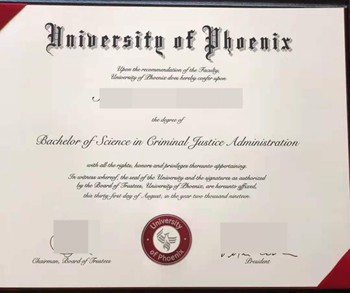 University of Phoenix
Upon the recommendation of the Faculty,
University of Phoenix does hereby confer upon
the degree of
Bachelor of Science in Criminal Justice Administration
with all the rights, honors and privileges thereunto appertaining.
In witness whereof, the seal of the University and the signatures as authorized
by the Board of Trustees, University of Phoenix, are hereunto affixed,
this thirty-first day of August, in the year two thousand nineteen.
University
of Phoenix
Chairman, Board of Trustees
President